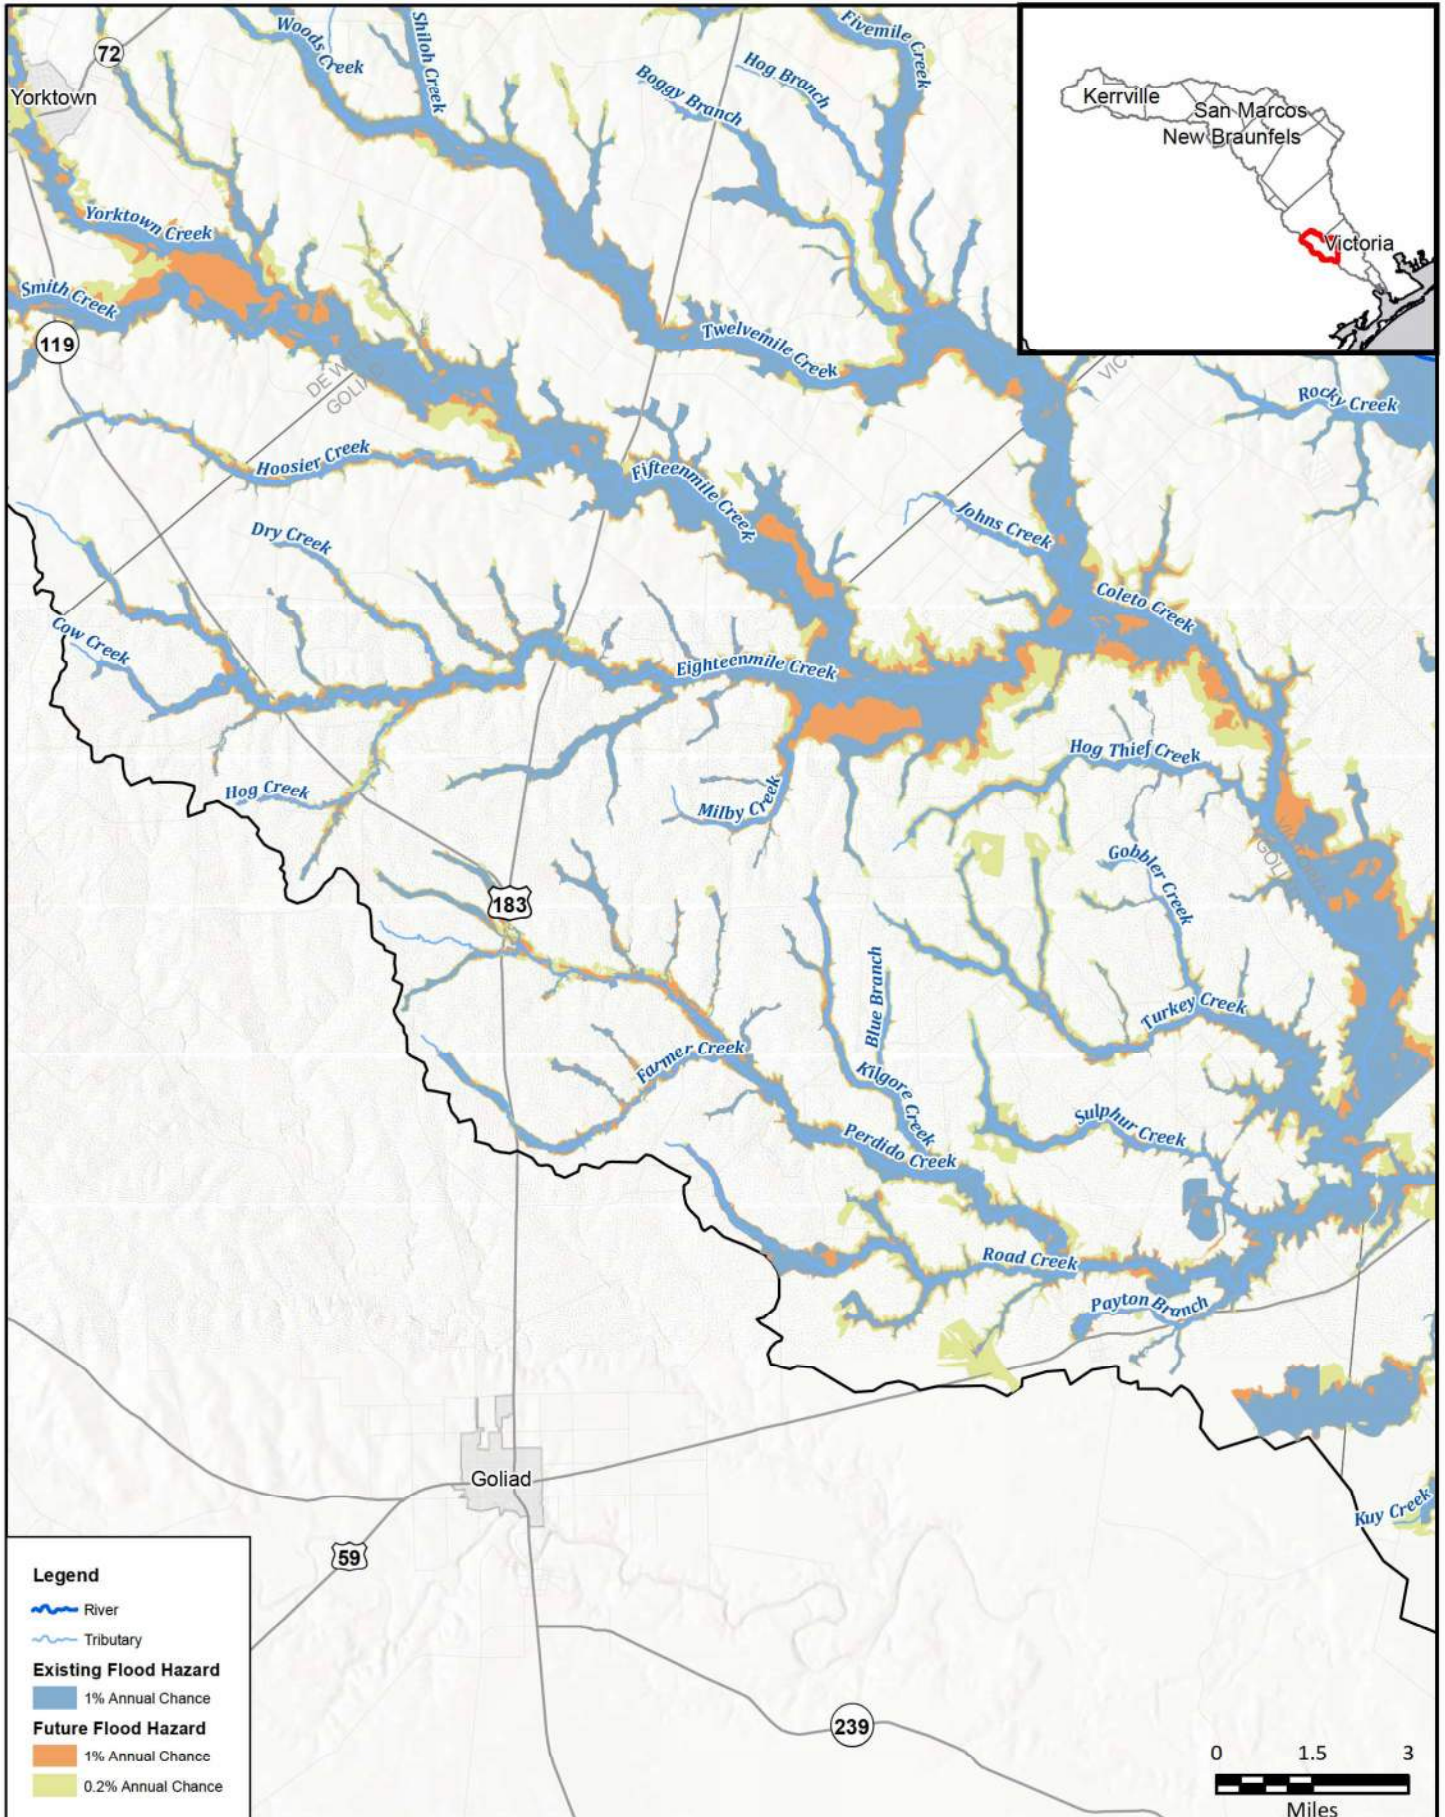 72
Woods Creek
Shiloh Creek
Fivemile Creek
Hog Branch
Boggy Branch
Yorktown
Kerrville
San Marcos
New Braunfels
Victoria
Yorktown Creek
Smith Creek
119
Twelvemile Creek
DE W
GOLIAD
VIC
Rocky Creek
Hoosier Creek
Fifteenmile Creek
Johns Creek
Dry Creek
Coleto Creek
Cow Creek
Eighteenmile Creek
Hog Thief Creek
Hog Creek
Milby Creek
GOLI
Gobbler Creek
183
Blue Branch
Turkey Creek
Farmer Creek
Kilgore Creek
Sulphur Creek
Perdido Creek
Road Creek
Payton Branch
Goliad
Kuy Creek
59
Legend
River
Tributary
Existing Flood Hazard
1% Annual Chance
Future Flood Hazard
1% Annual Chance
0.2% Annual Chance
239
0 1.5 3
Miles